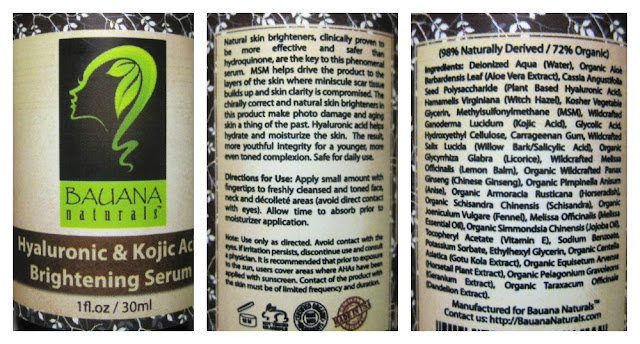 BAUANA
naturals™
Hyaluronic & Kojic Ac
Brightening Serum
1fl.oz / 30ml
Natural skin brighteners, clinically proven to
be more effective and safer than
hydroquinone, are the key to this phenomenal
serum. MSM helps drive the product to the
layers of the skin where miniscule scar tissue
builds up and skin clarity is compromised. The
chirally correct and natural skin brighteners in
this product make photo damage and aging
skin a thing of the past. Hyaluronic acid helps
hydrate and moisturize the skin. The result,
more youthful integrity for a younger, more
even toned complexion. Safe for daily use.
Directions for Use: Apply small amount with
fingertips to freshly cleansed and toned face,
neck and décolleté areas (avoid direct contact
with eyes). Allow time to absorb prior to
moisturizer application.
Note: Use only as directed. Avoid contact with the
eyes. If irritation persists, discontinue use and consult
a physician. It is recommended that prior to exposure
to the sun, users cover areas where AHAs have been
applied with sunscreen. Contact of the product with
the skin must be of limited frequency and duration.
12M
(98% Naturally Derived / 72% Organic)
Ingredients: Deionized Aqua (Water), Organic Aloe
Barbardensis Leaf (Aloe Vera Extract), Cassia Angustifolia
Seed Polysaccharide (Plant Based Hyaluronic Acid),
Hamamelis Virginiana (Witch Hazel), Kosher Vegetable
Glycerin, Methylsulfonylmethane (MSM), Wildcrafted
Ganoderma Lucidum (Kojic Acid), Glycolic Acid,
Hydroxyethyl Cellulose, Carrageenan Gum, Wildcrafted
Salix Lucida (Willow Bark/Salicylic Acid), Organic
Glycyrrhiza Glabra (Licorice), Wildcrafted Melissa
Officinalis (Lemon Balm), Organic Wildcrafted Panax
Ginseng (Chinese Ginseng), Organic Pimpinella Anisum
(Anise), Organic Armoracia Rusticana (Horseradish),
Organic Schisandra Chinensis (Schisandra), Organic
Foeniculum Vulgare (Fennel), Melissa Officinalis (Melissa
Essential Oil), Organic Simmondsia Chinensis (Jojoba Oil),
Tocopheryl Acetate (Vitamin E), Sodium Benzoate,
Potassium Sorbate, Ethylhexyl Glycerin, Organic Centella
Asiatica (Gotu Kola Extract), Organic Equisetum Arvense
(Horsetail Plant Extract), Organic Pelagonium Graveolens
(Geranium Extract), Organic Taraxacum Officinale
(Dandelion Extract).
Manufactured for Bauana Naturals™
Contact us: http://BauanaNaturals.com